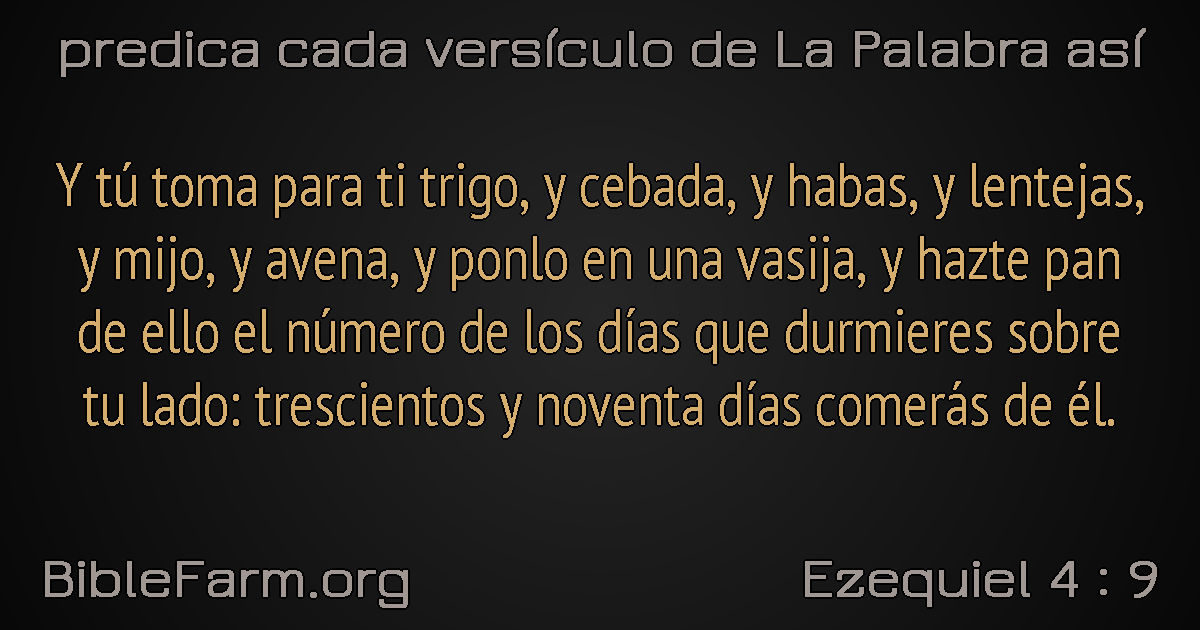 predica cada versículo de La Palabra así
Y tú toma para ti trigo, y cebada, y habas, y lentejas,
y mijo, y avena, y ponlo en una vasija, y hazte pan
de ello el número de los días que durmieres sobre
tu lado: trescientos y noventa días comerás de él.
BibleFarm.org
Ezequiel 4 : 9